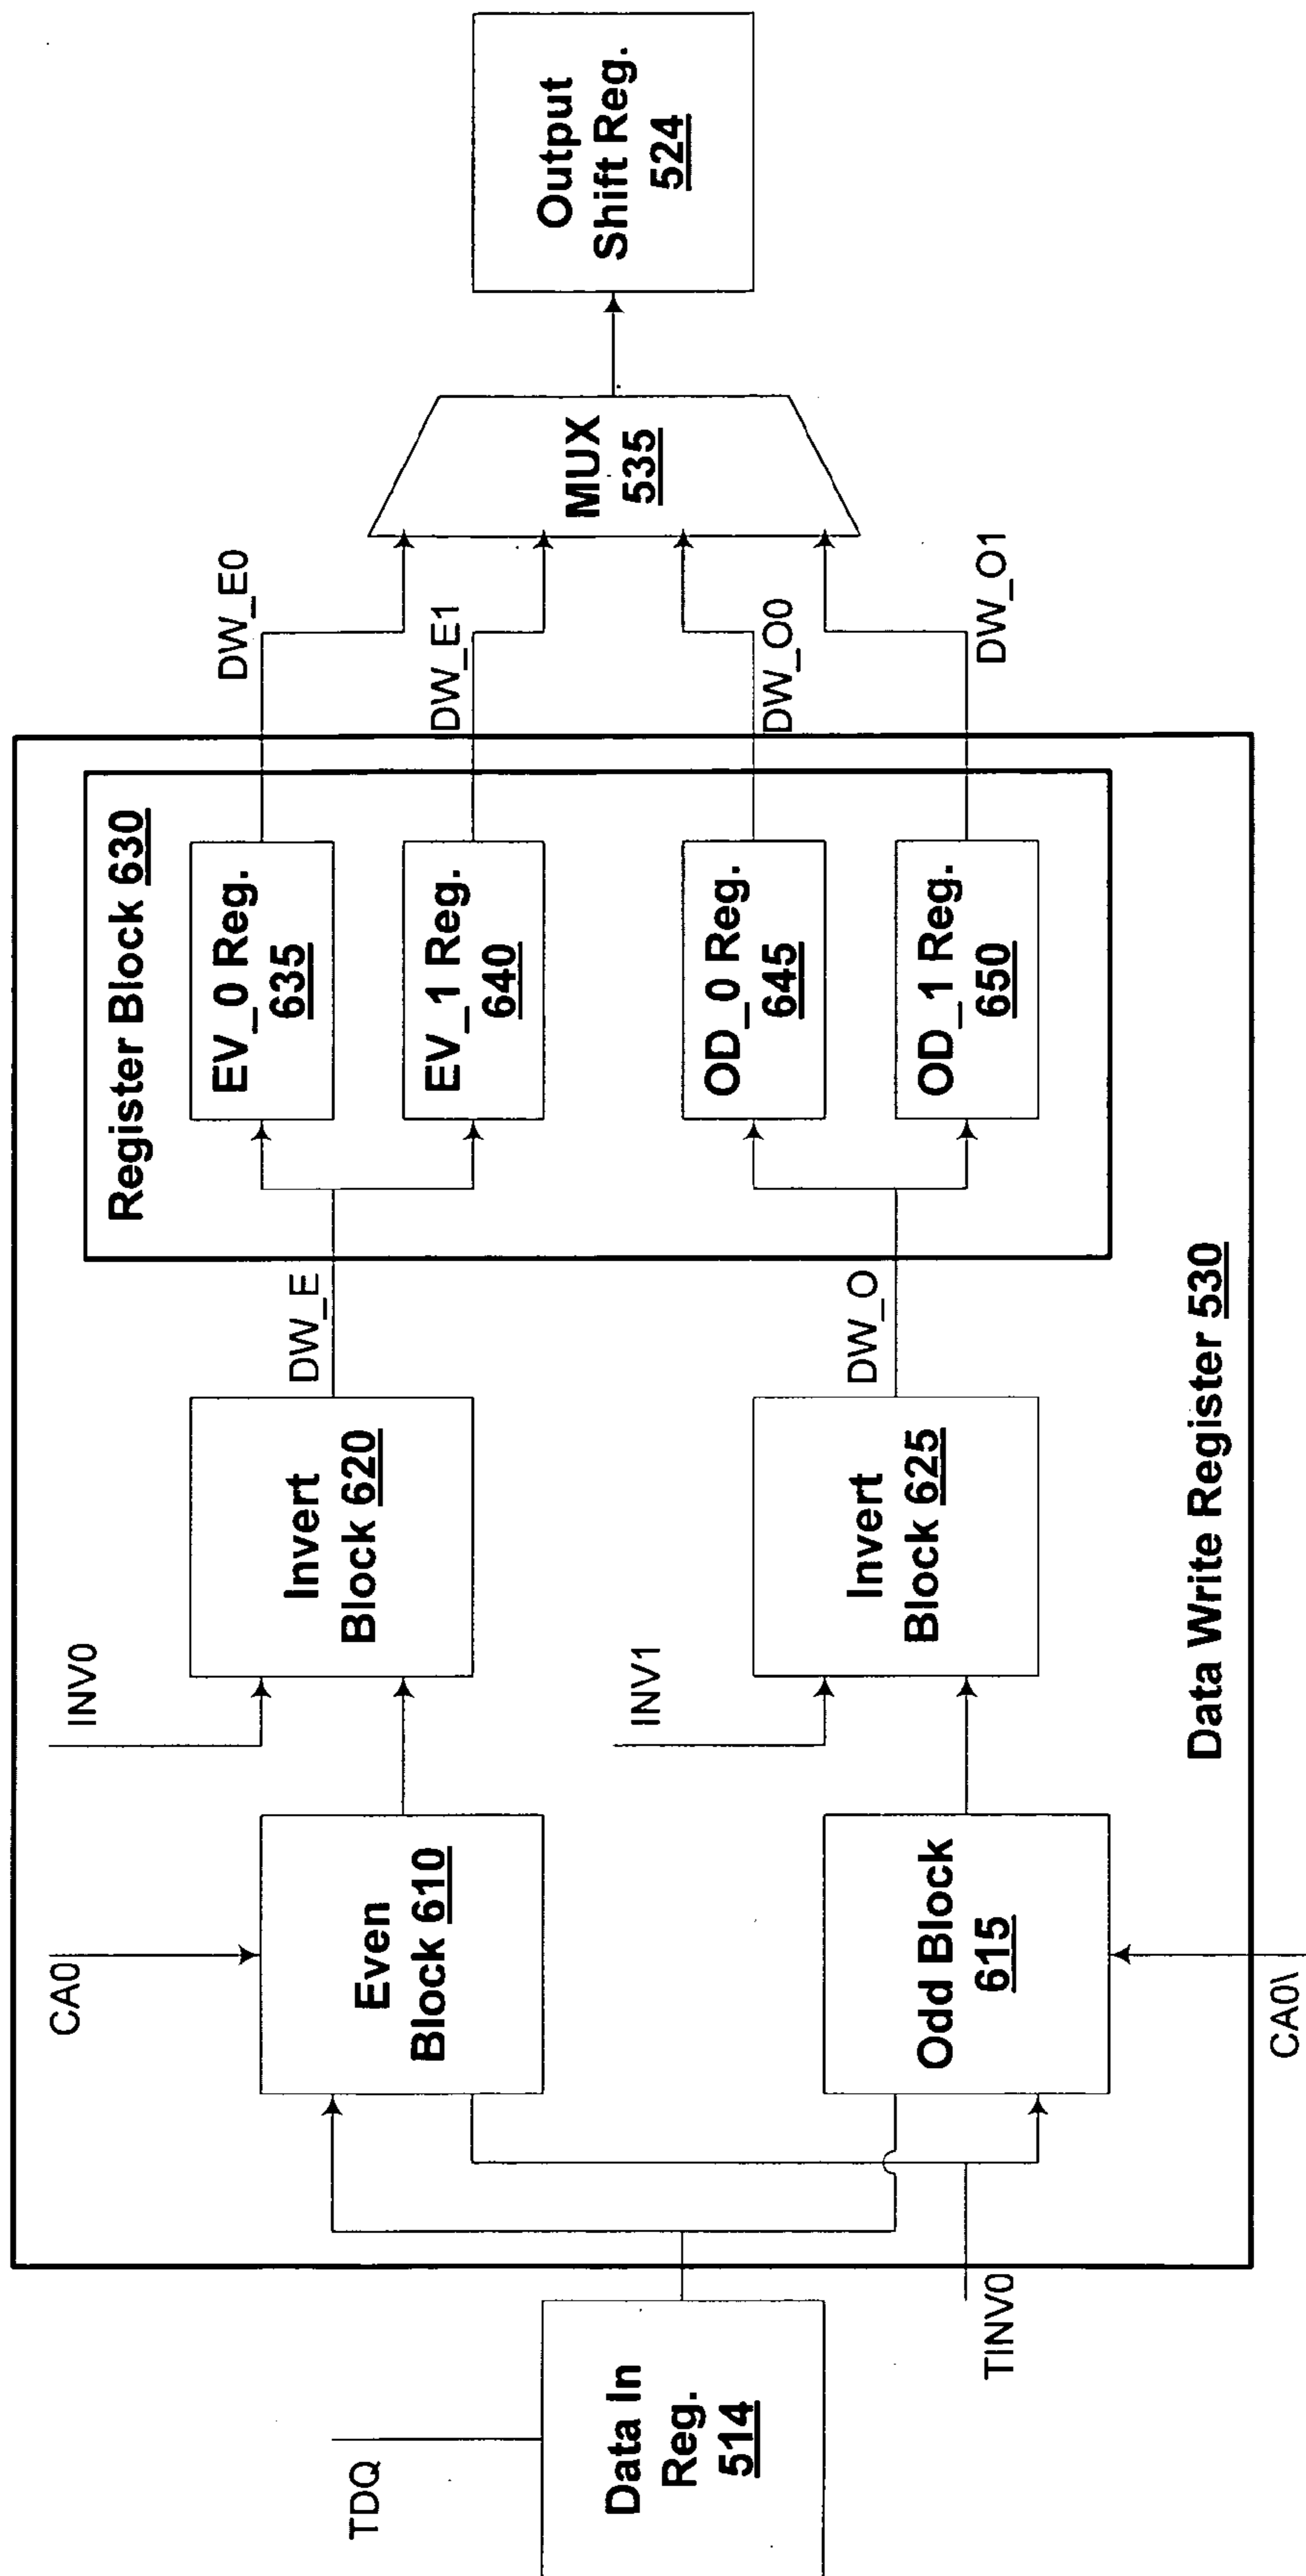 TDQ
Data In
Reg.
514
TINV0
CA0
Even
Block 610
Odd Block
615
CA0\
INV0
Invert
Block 620
INV1
Invert
Block 625
DW_E
DW_O
Data Write Register 530
Register Block 630
EV_0 Reg.
635
EV_1 Reg.
640
OD_0 Reg.
645
OD_1 Reg.
650
DW_E0
DW_E1
DW_O0
DW_O1
MUX
535
Output
Shift Reg.
524